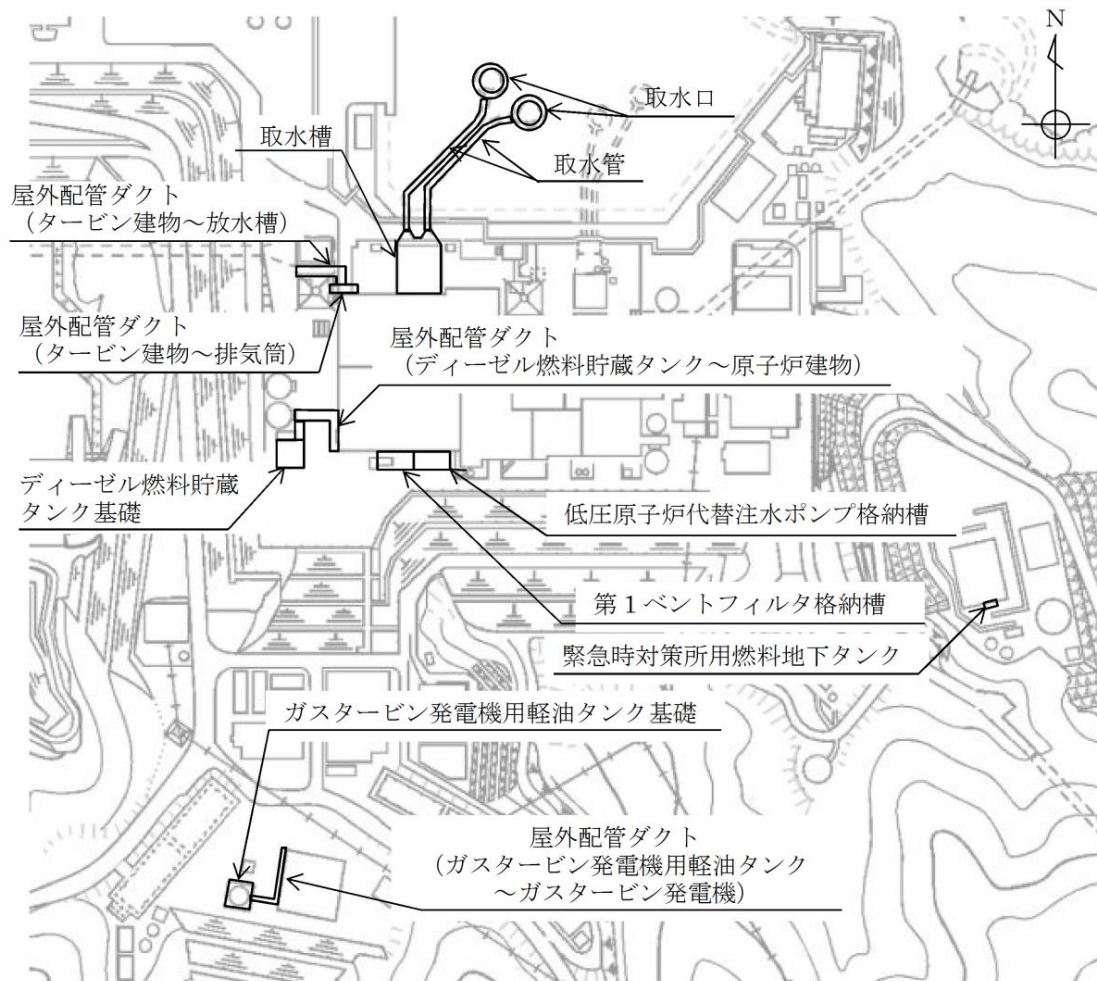 N
取水口
取水槽
取水管
屋外配管ダクト
（タービン建物～放水槽）
屋外配管ダクト
（タービン建物～排気筒）
屋外配管ダクト
（ディーゼル燃料貯蔵タンク～原子炉建物）
ディーゼル燃料貯蔵
タンク基礎
低圧原子炉代替注水ポンプ格納槽
第１ベントフィルタ格納槽
緊急時対策所用燃料地下タンク
ガスタービン発電機用軽油タンク基礎
屋外配管ダクト
（ガスタービン発電機用軽油タンク
～ガスタービン発電機）